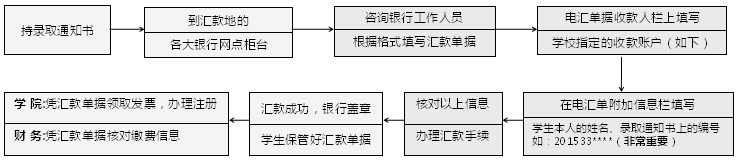 持录取通知书
到汇款地的
各大银行网点柜台
咨询银行工作人员
根据格式填写汇款单据
电汇单据收款人栏上填写
学校指定的收款账户（如下）
在电汇单附加信息栏填写
学生本人的姓名、录取通知书上的编号
如：201533****（非常重要）
核对以上信息
办理汇款手续
汇款成功，银行盖章
学生保管好汇款单据
学 院:凭汇款单据领取发票，办理注册
财 务:凭汇款单据核对缴费信息